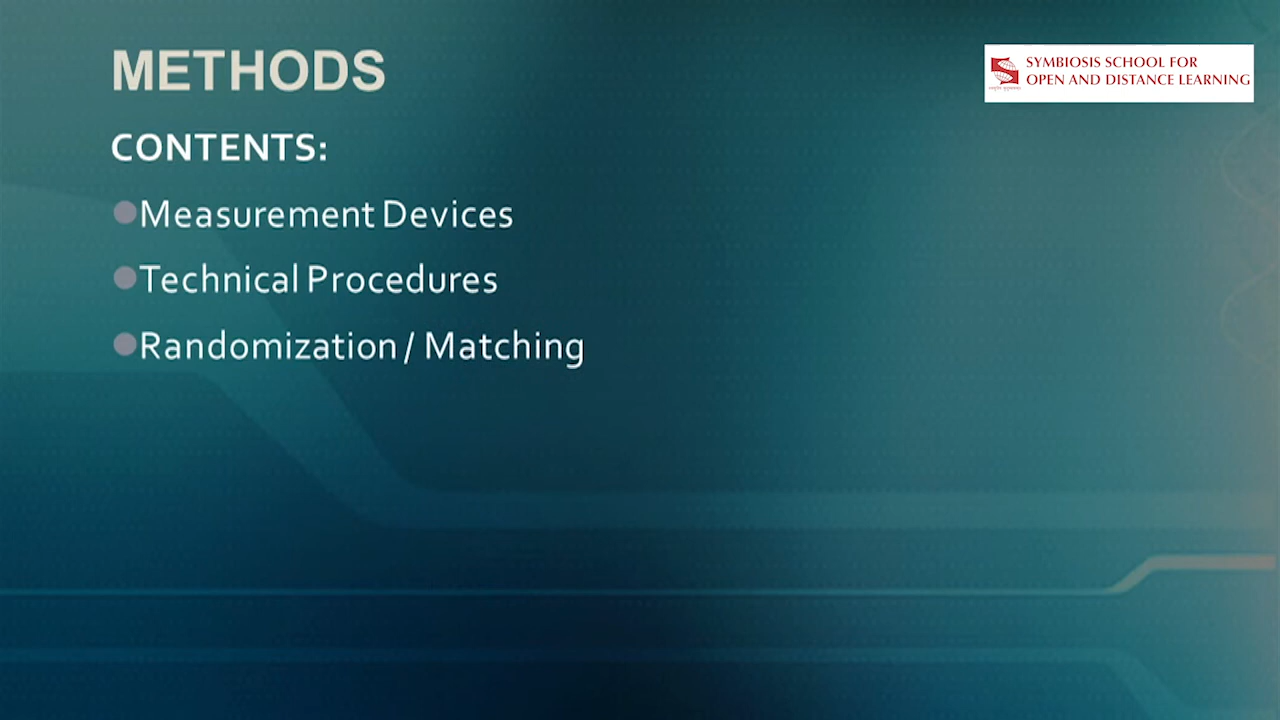 METHODS
SYMBIOSIS SCHOOL FOR
OPEN AND DISTANCE LEARNING
CONTENTS:
Measurement Devices
Technical Procedures
Randomization / Matching